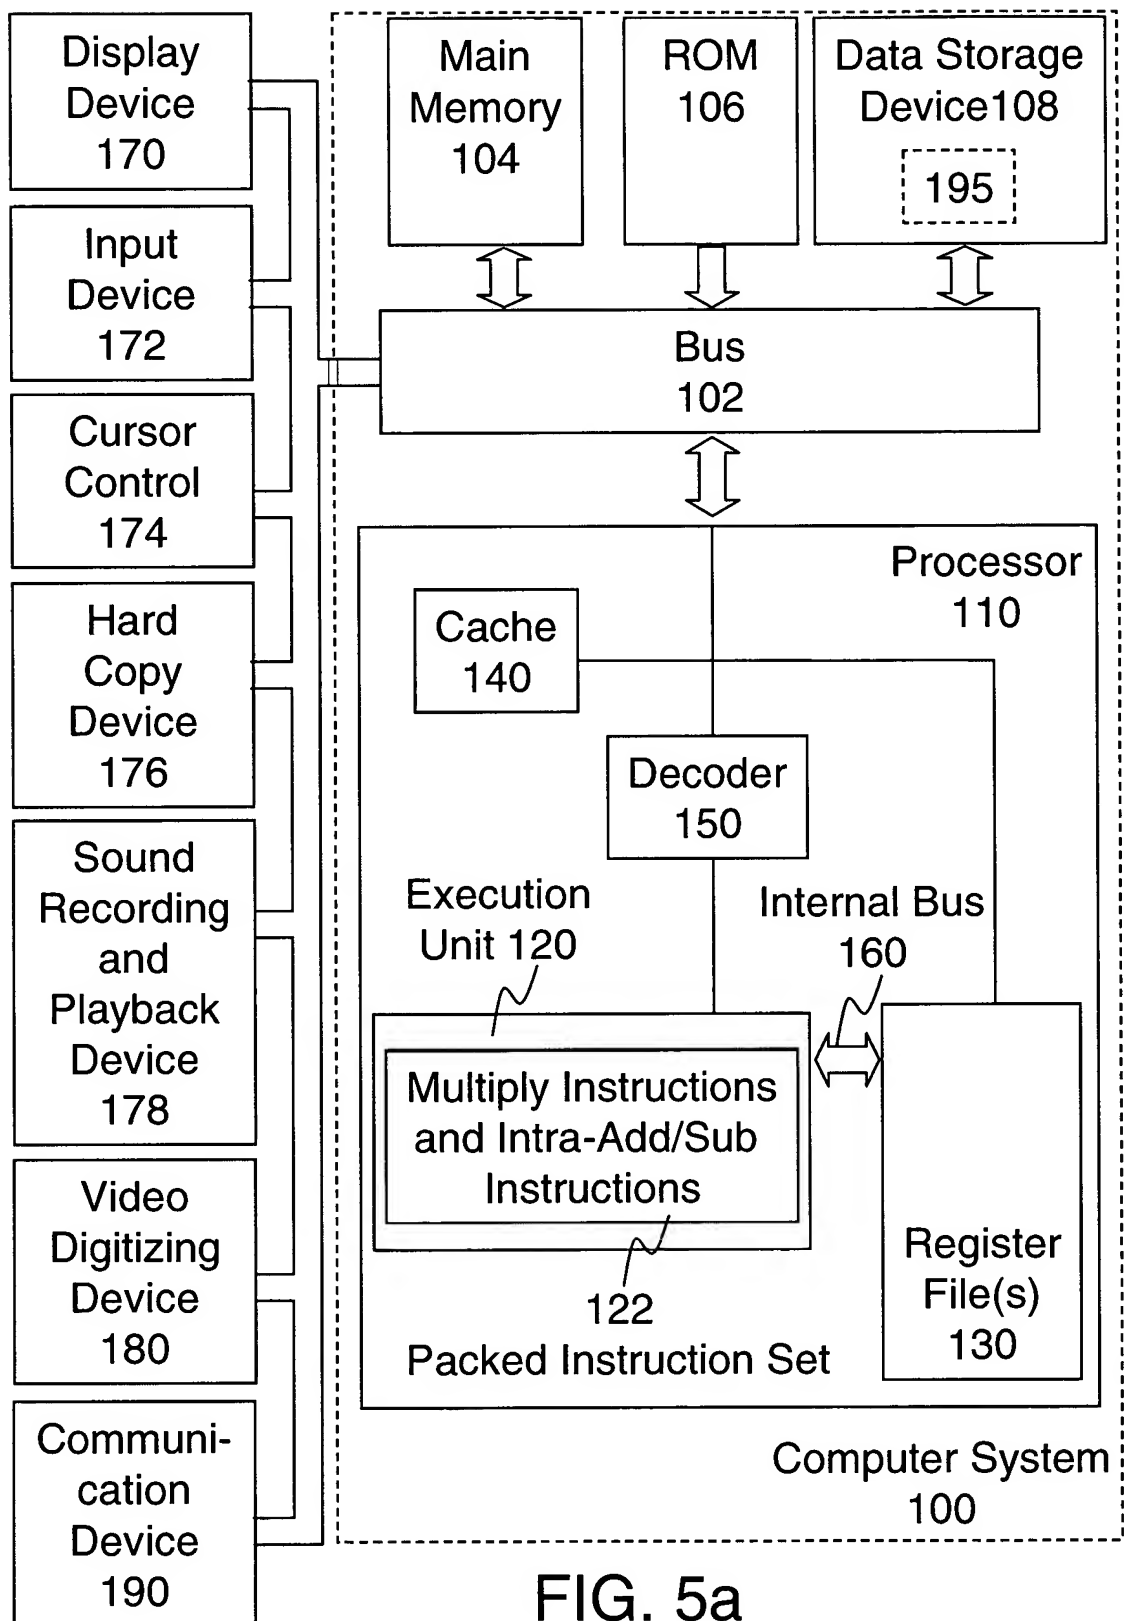 Display
Device
170
Input
Device
172
Cursor
Control
174
Hard
Copy
Device
176
Sound
Recording
and
Playback
Device
178
Video
Digitizing
Device
180
Communi-
cation
Device
190
Main
Memory
104
ROM
106
Data Storage
Device108
195
Bus
102
Processor
110
Cache
140
Decoder
150
Execution
Unit 120
Internal Bus
160
Multiply Instructions
and Intra-Add/Sub
Instructions
122
Packed Instruction Set
Register
File(s)
130
Computer System
100
FIG. 5a